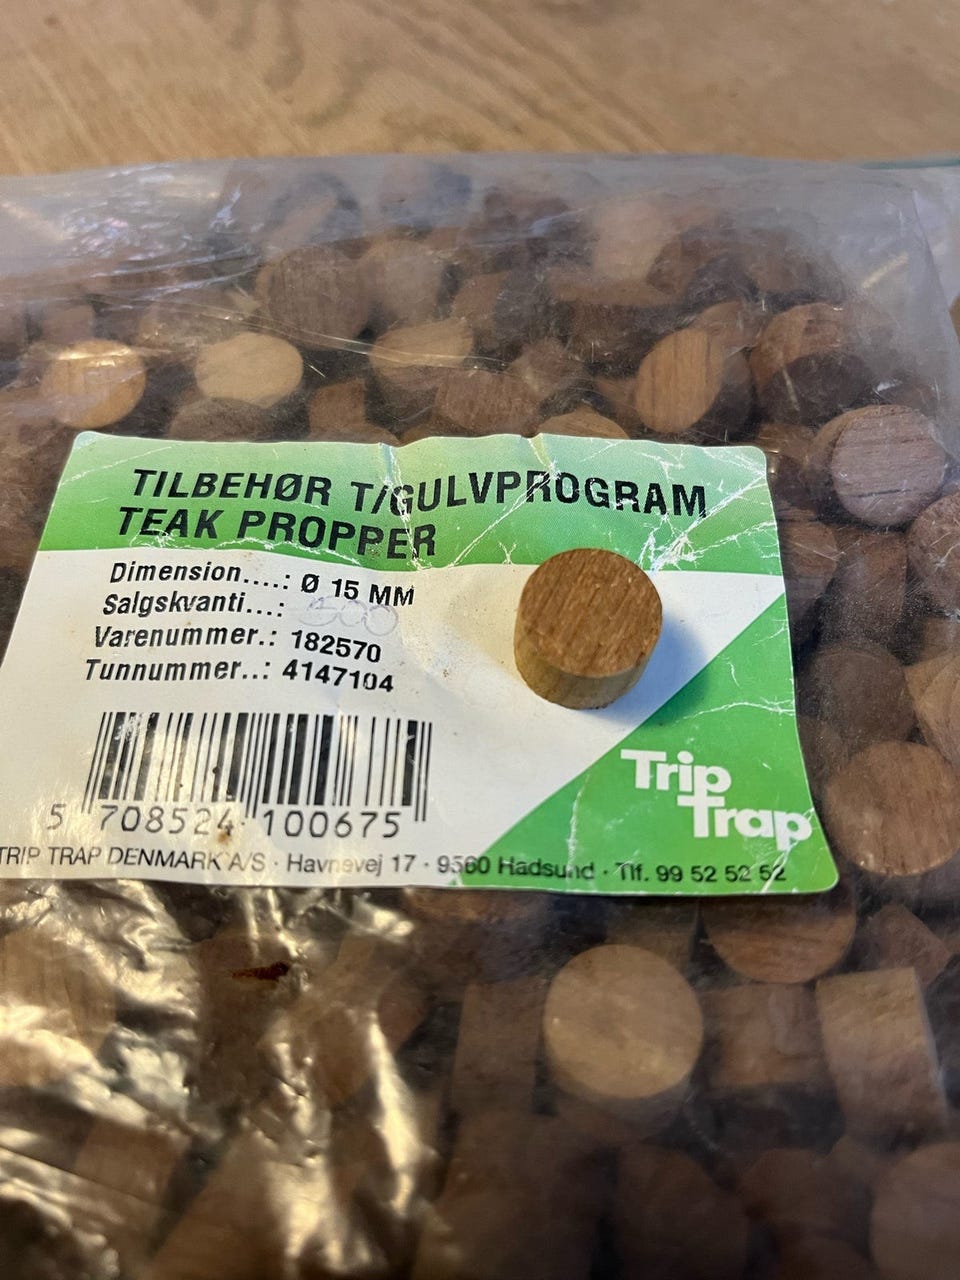 TILBEHØR T/GULVPROGRAM
TEAK PROPPER
Dimension....: Ø 15 MM
Salgskvanti...: 500
Varenummer.: 182570
Tunnummer..: 4147104
5 708524 100675
Trip
Trap
TRIP TRAP DENMARK A/S · Havnevej 17 · 9560 Hadsund · Tlf. 99 52 52 52